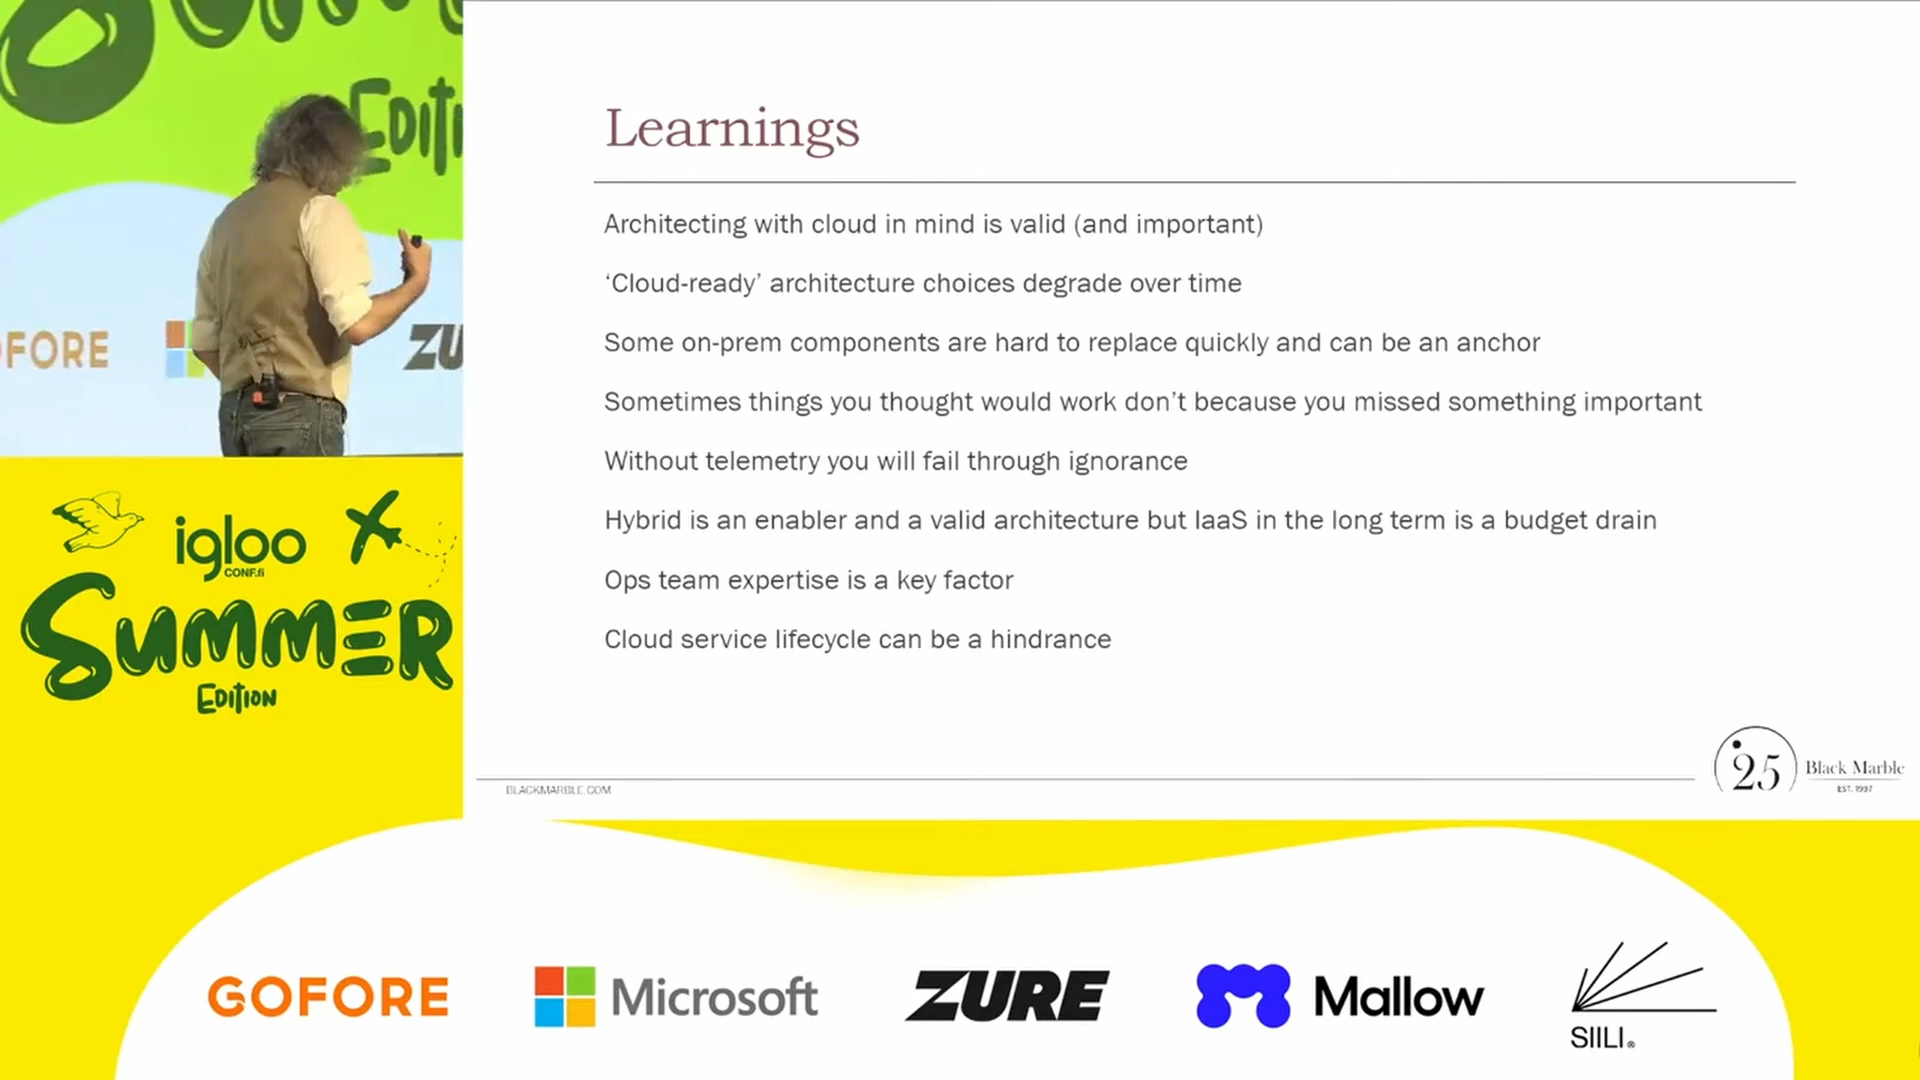 EDITI
OFORE
ZU
igloo
CONF.fi
SUMMER
EDITION
Learnings
Architecting with cloud in mind is valid (and important)
‘Cloud-ready’ architecture choices degrade over time
Some on-prem components are hard to replace quickly and can be an anchor
Sometimes things you thought would work don’t because you missed something important
Without telemetry you will fail through ignorance
Hybrid is an enabler and a valid architecture but IaaS in the long term is a budget drain
Ops team expertise is a key factor
Cloud service lifecycle can be a hindrance
BLACKMARBLE.COM
25
Black Marble
EST. 1997
GOFORE
Microsoft
ZURE
Mallow
SIILI®